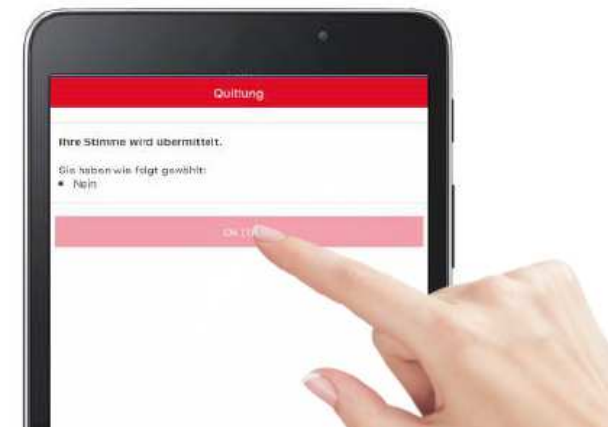 Quittung
Ihre Stimme wird übermittelt.
Sie haben wie folgt gewählt:
• Nein